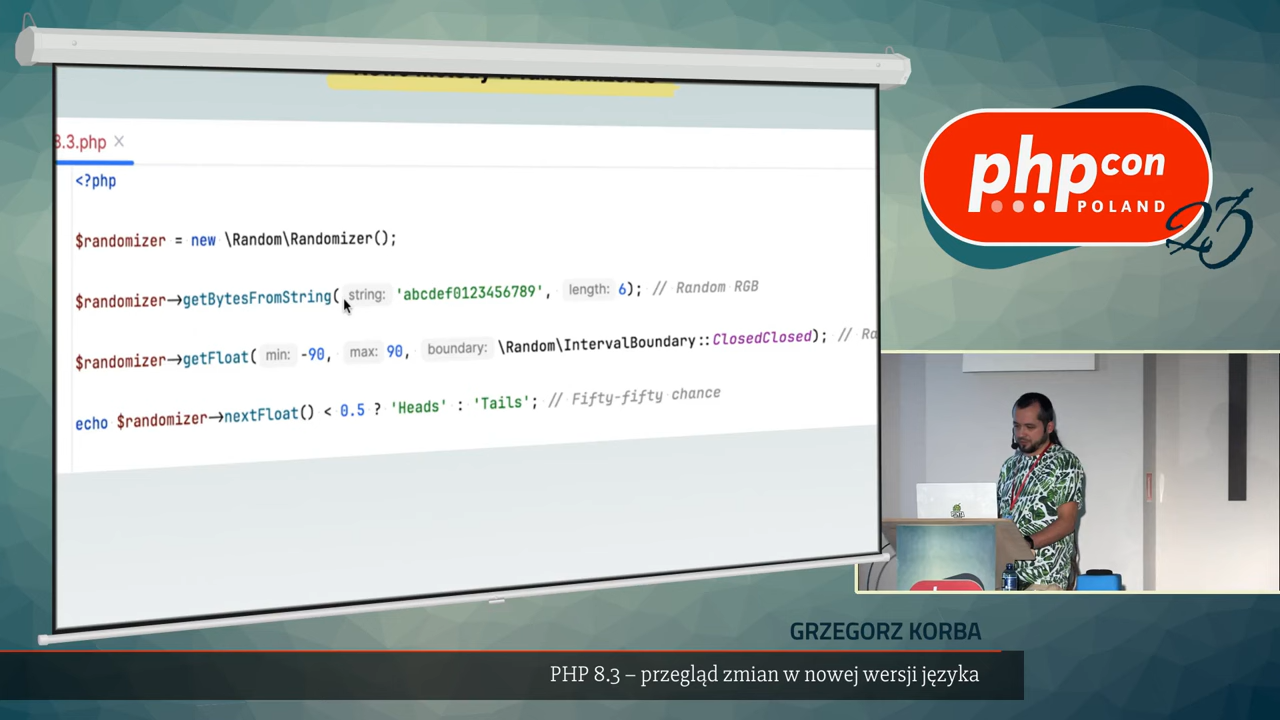 8.3.php
<?php
$randomizer = new \Random\Randomizer();
$randomizer->getBytesFromString( string: 'abcdef0123456789', length: 6); // Random RGB
$randomizer->getFloat( min: -90, max: 90, boundary: \Random\IntervalBoundary::ClosedClosed); // Ra
echo $randomizer->nextFloat() < 0.5 ? 'Heads' : 'Tails'; // Fifty-fifty chance
phpcon
POLAND
23
GRZEGORZ KORBA
PHP 8.3 – przegląd zmian w nowej wersji języka